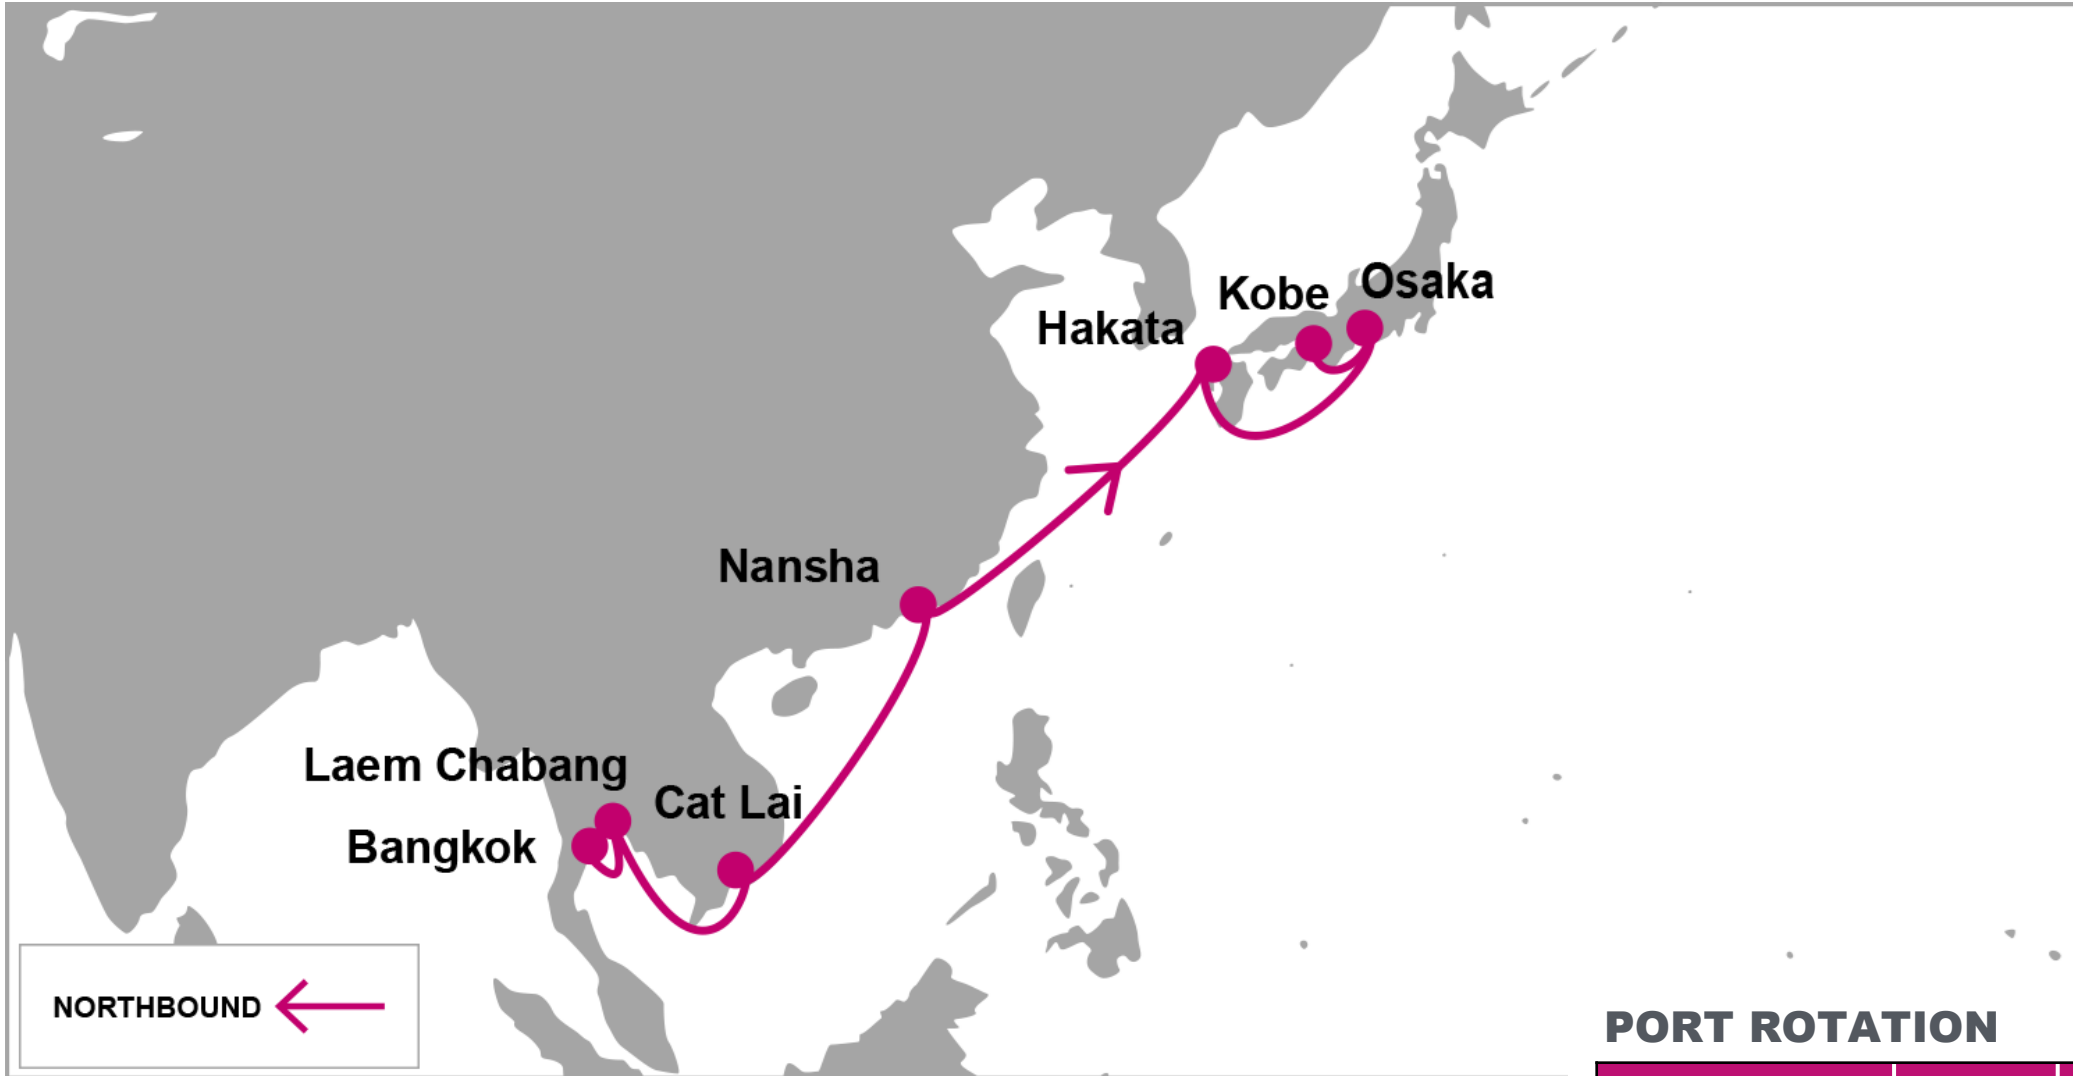 Osaka
Kobe
Hakata
Nansha
Laem Chabang
Cat Lai
Bangkok
NORTHBOUND
PORT ROTATION